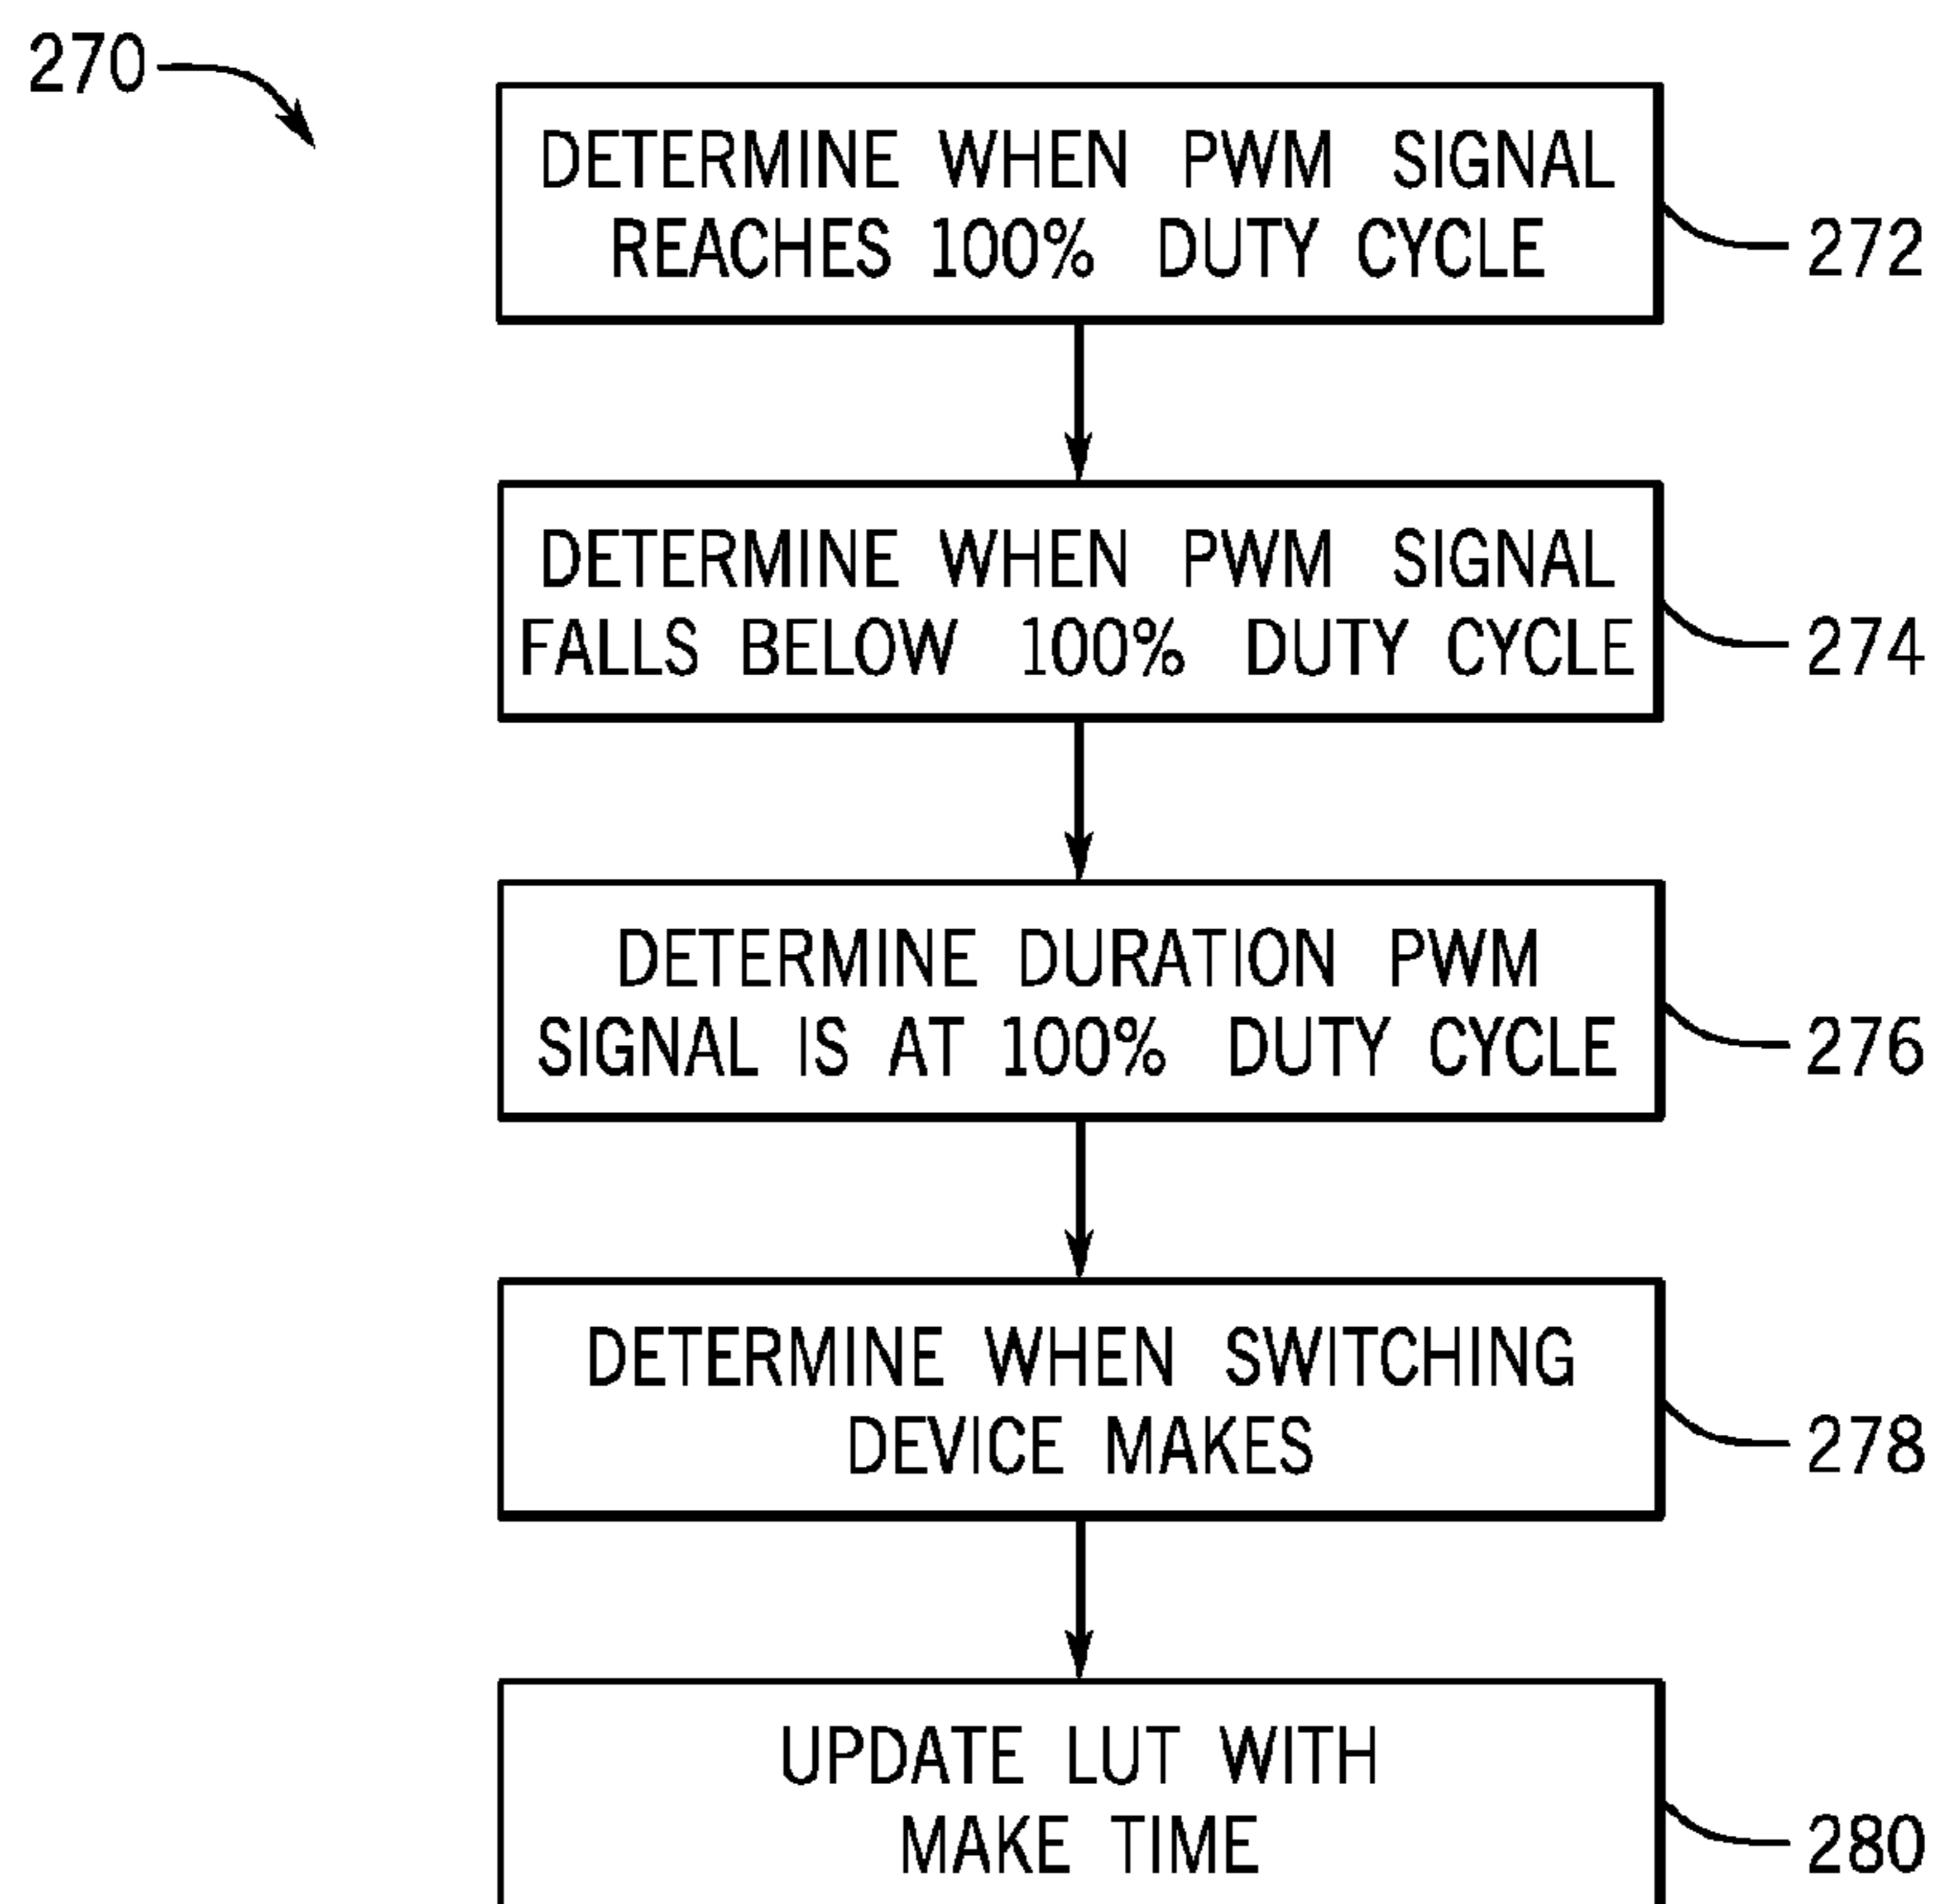 270
DETERMINE WHEN PWM SIGNAL
REACHES 100% DUTY CYCLE
272
DETERMINE WHEN PWM SIGNAL
FALLS BELOW 100% DUTY CYCLE
274
DETERMINE DURATION PWM
SIGNAL IS AT 100% DUTY CYCLE
276
DETERMINE WHEN SWITCHING
DEVICE MAKES
278
UPDATE LUT WITH
MAKE TIME
280